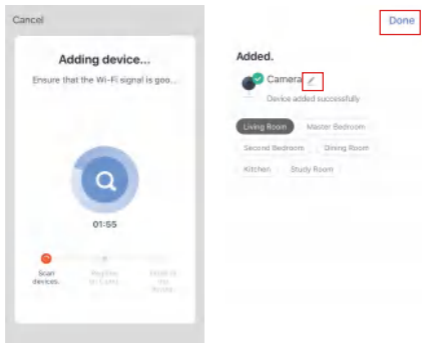 Cancel
Adding device...
Ensure that the Wi-Fi signal is goo...
01:55
Scan
devices.
Done
Added.
Camera
Device added successfully
Living Room
Master Bedroom
Second Bedroom
Dining Room
Kitchen
Study Room